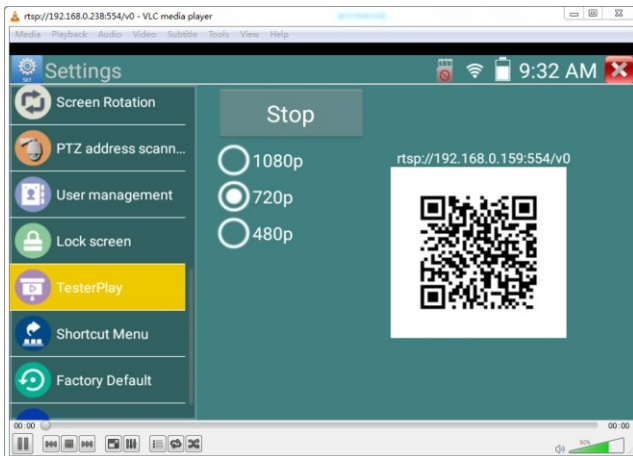 rtsp://192.168.0.238:554/v0 - VLC media player
Media Playback Audio Video Subtitle Tools View Help
SET
Settings
9:32 AM
Screen Rotation
PTZ address scann...
User management
Lock screen
TesterPlay
Shortcut Menu
Factory Default
Stop
1080p
720p
480p
rtsp://192.168.0.159:554/v0
00:00
00:00
90%